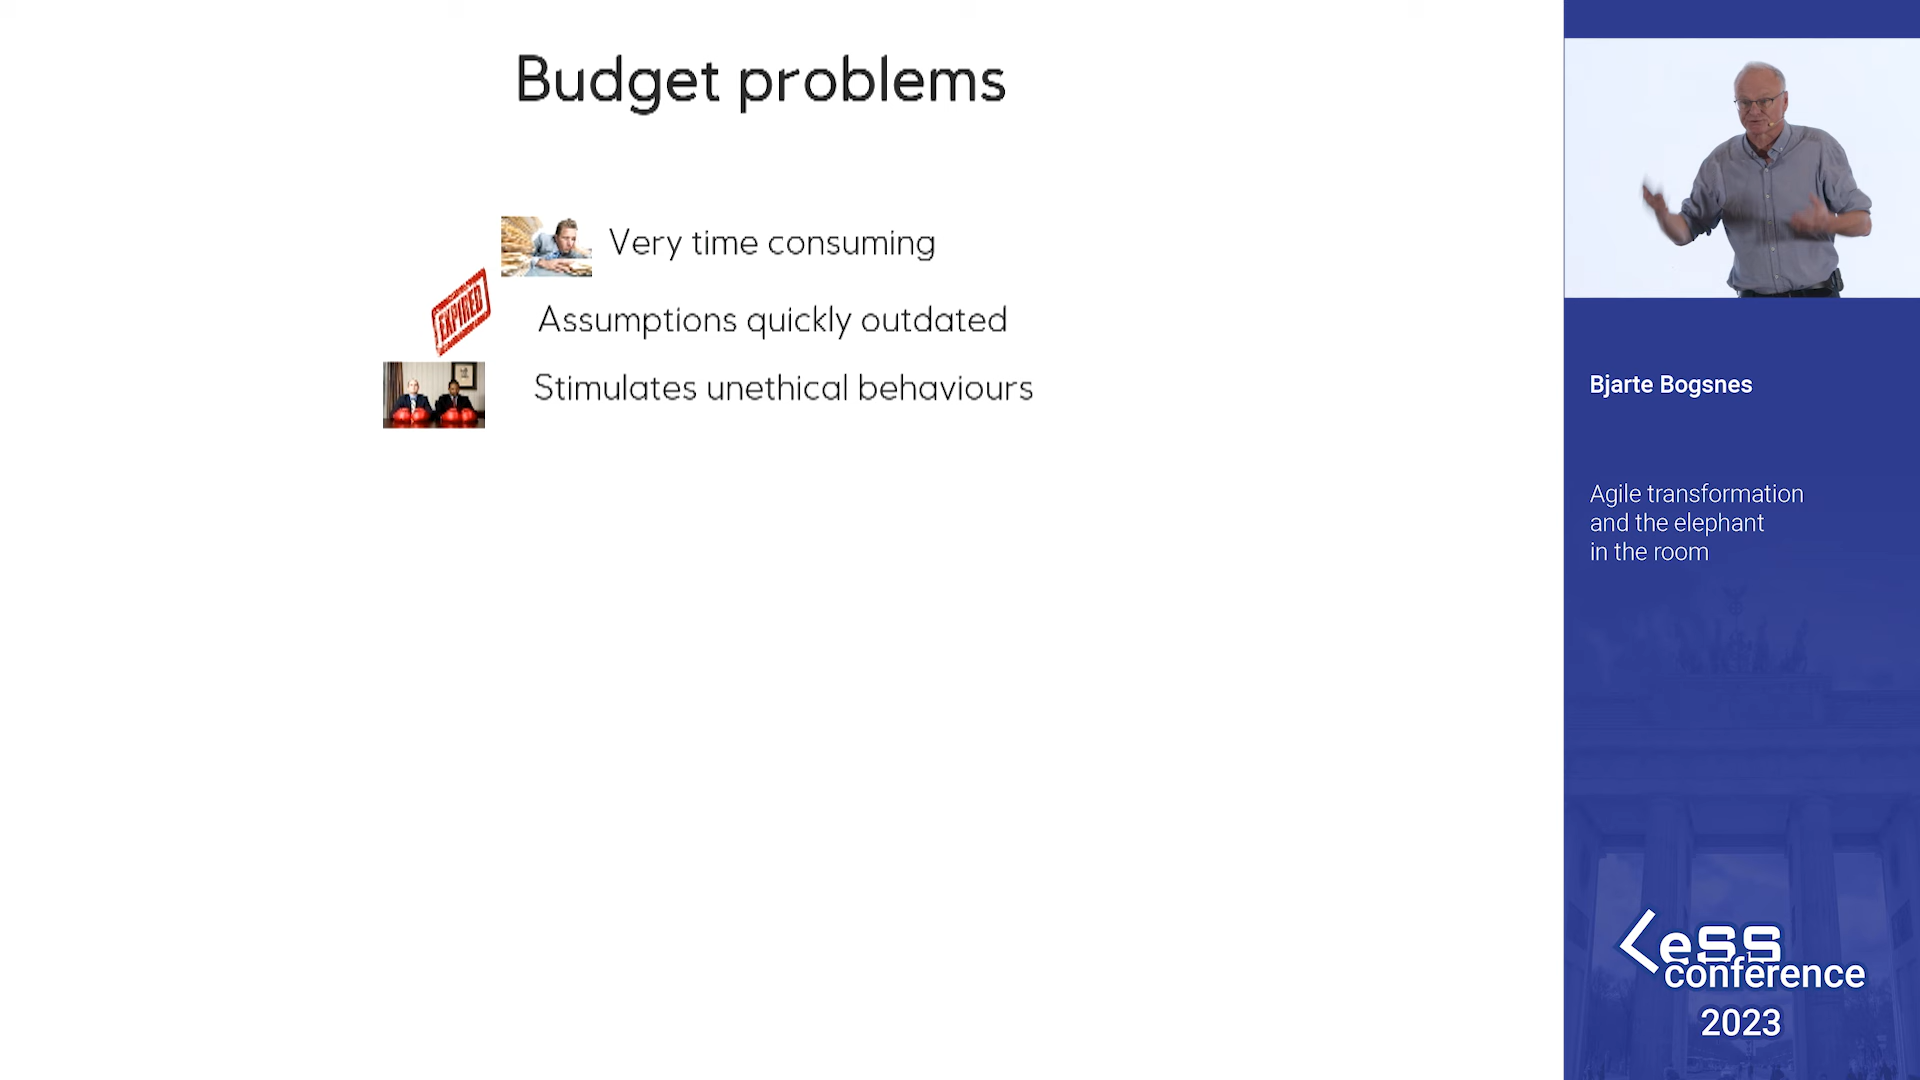 Budget problems
Very time consuming
EXPIRED
Assumptions quickly outdated
Stimulates unethical behaviours
Bjarte Bogsnes
Agile transformation
and the elephant
in the room
LeSS
conference
2023